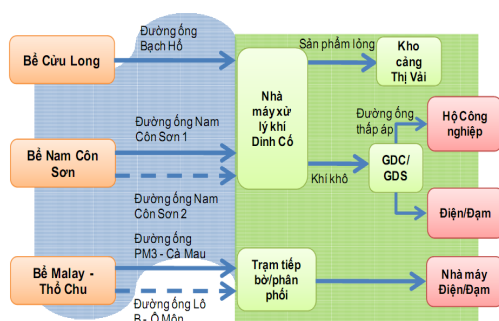 Bể Cửu Long
Đường ống
Bạch Hổ
Sản phẩm lỏng
Kho
cảng
Thị Vải
Nhà
máy xử
lý khí
Dinh Cố
Đường ống Nam
Côn Sơn 1
Bể Nam Côn
Sơn
Đường ống Nam
Côn Sơn 2
Khí khô
Đường ống
thấp áp
GDC/
GDS
Hộ Công
nghiệp
Điện/Đạm
Bể Malay -
Thổ Chu
Đường ống
PM3 - Cà Mau
Đường ống Lô
B - Ô Môn
Trạm tiếp
bờ/phân
phối
Nhà máy
Điện/Đạm